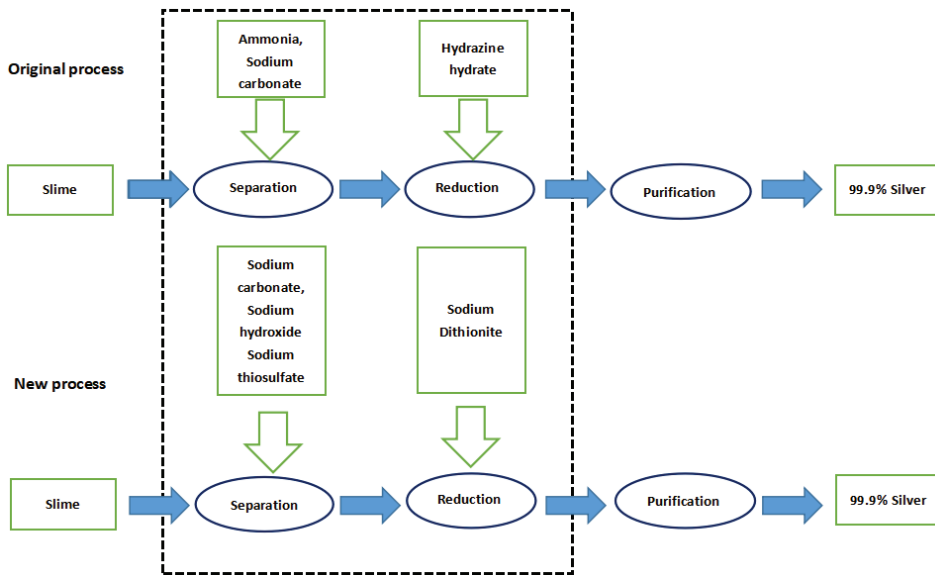 Original process
Ammonia,
Sodium
carbonate
Hydrazine
hydrate
Slime
Separation
Reduction
Purification
99.9% Silver
New process
Sodium
carbonate,
Sodium
hydroxide
Sodium
thiosulfate
Sodium
Dithionite
Slime
Separation
Reduction
Purification
99.9% Silver